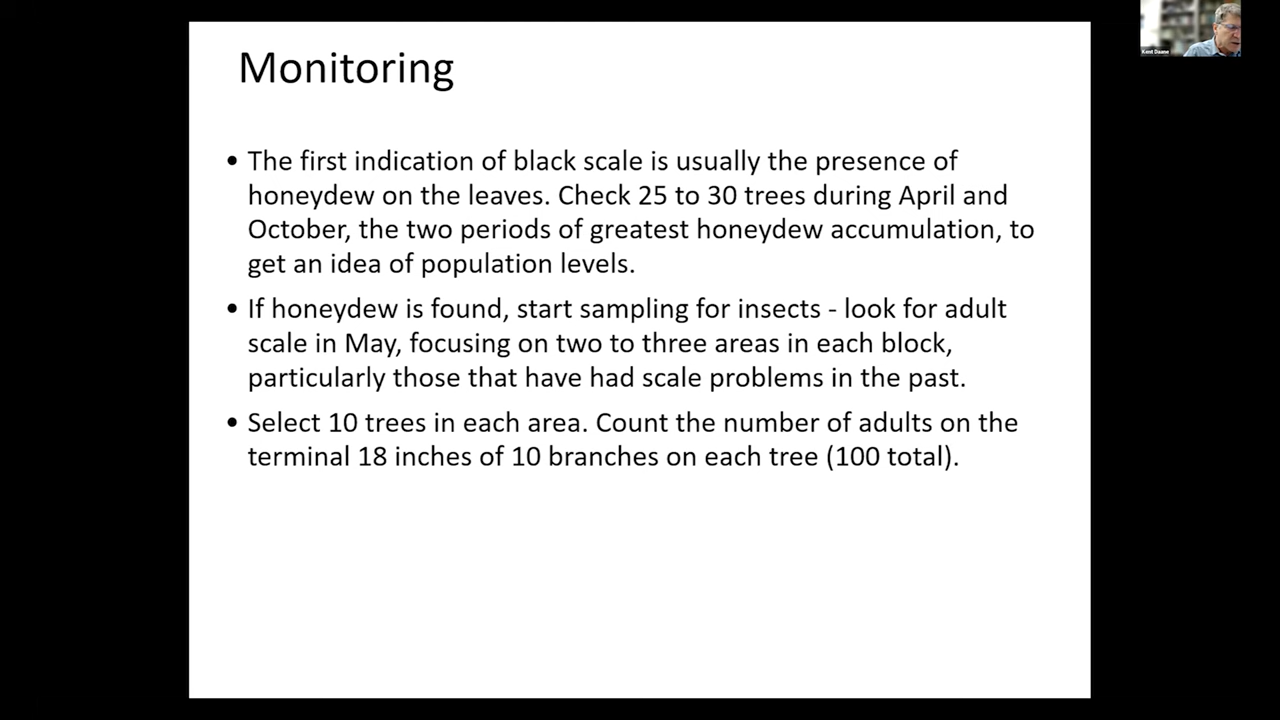 Monitoring
• The first indication of black scale is usually the presence of
honeydew on the leaves. Check 25 to 30 trees during April and
October, the two periods of greatest honeydew accumulation, to
get an idea of population levels.
• If honeydew is found, start sampling for insects - look for adult
scale in May, focusing on two to three areas in each block,
particularly those that have had scale problems in the past.
• Select 10 trees in each area. Count the number of adults on the
terminal 18 inches of 10 branches on each tree (100 total).
Kent Daane